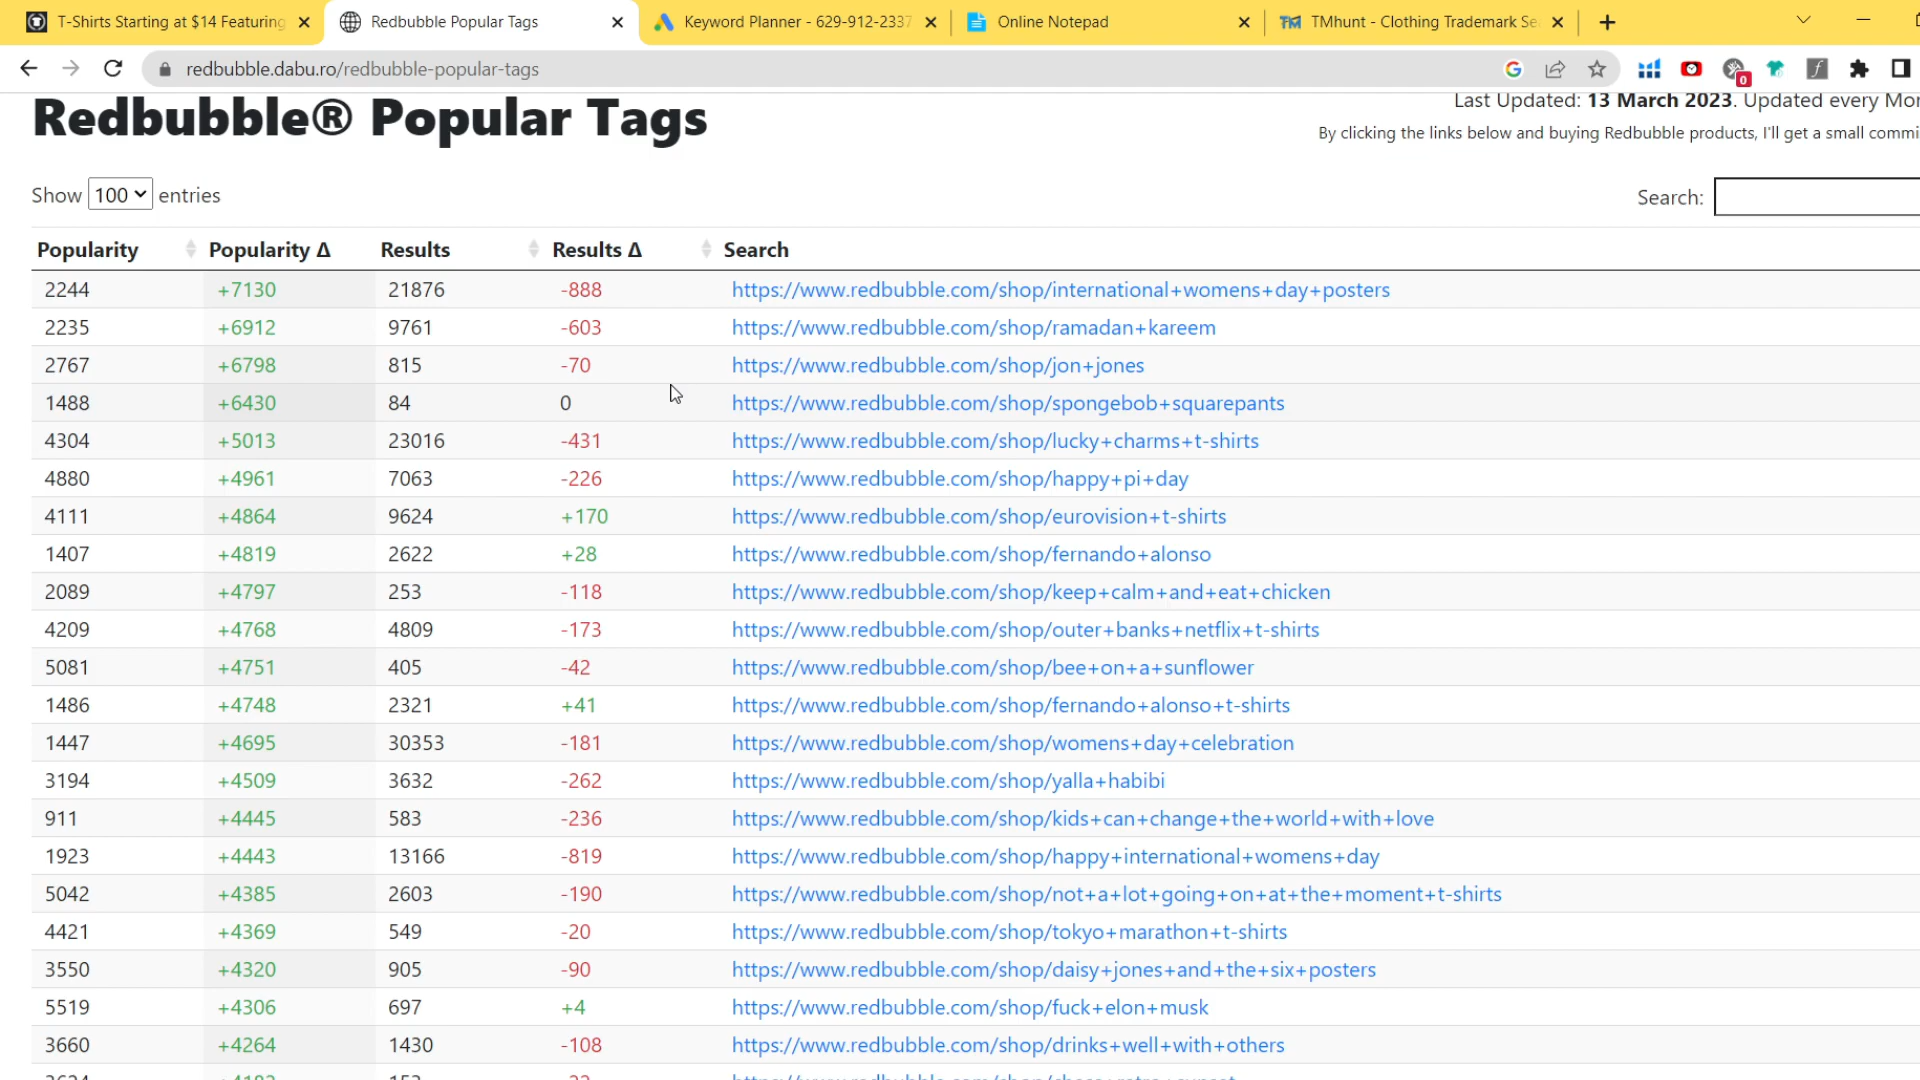 T-Shirts Starting at $14 Featuring
Redbubble Popular Tags
Keyword Planner - 629-912-2337
Online Notepad
TMhunt - Clothing Trademark Se
redbubble.dabu.ro/redbubble-popular-tags
0
Redbubble® Popular Tags
Last Updated: 13 March 2023. Updated every Mor
By clicking the links below and buying Redbubble products, I'll get a small commi
Show 100 entries
Search:
Popularity Popularity Δ Results Results Δ Search
2244 +7130 21876 -888 https://www.redbubble.com/shop/international+womens+day+posters
2235 +6912 9761 -603 https://www.redbubble.com/shop/ramadan+kareem
2767 +6798 815 -70 https://www.redbubble.com/shop/jon+jones
1488 +6430 84 0 https://www.redbubble.com/shop/spongebob+squarepants
4304 +5013 23016 -431 https://www.redbubble.com/shop/lucky+charms+t-shirts
4880 +4961 7063 -226 https://www.redbubble.com/shop/happy+pi+day
4111 +4864 9624 +170 https://www.redbubble.com/shop/eurovision+t-shirts
1407 +4819 2622 +28 https://www.redbubble.com/shop/fernando+alonso
2089 +4797 253 -118 https://www.redbubble.com/shop/keep+calm+and+eat+chicken
4209 +4768 4809 -173 https://www.redbubble.com/shop/outer+banks+netflix+t-shirts
5081 +4751 405 -42 https://www.redbubble.com/shop/bee+on+a+sunflower
1486 +4748 2321 +41 https://www.redbubble.com/shop/fernando+alonso+t-shirts
1447 +4695 30353 -181 https://www.redbubble.com/shop/womens+day+celebration
3194 +4509 3632 -262 https://www.redbubble.com/shop/yalla+habibi
911 +4445 583 -236 https://www.redbubble.com/shop/kids+can+change+the+world+with+love
1923 +4443 13166 -819 https://www.redbubble.com/shop/happy+international+womens+day
5042 +4385 2603 -190 https://www.redbubble.com/shop/not+a+lot+going+on+at+the+moment+t-shirts
4421 +4369 549 -20 https://www.redbubble.com/shop/tokyo+marathon+t-shirts
3550 +4320 905 -90 https://www.redbubble.com/shop/daisy+jones+and+the+six+posters
5519 +4306 697 +4 https://www.redbubble.com/shop/fuck+elon+musk
3660 +4264 1430 -108 https://www.redbubble.com/shop/drinks+well+with+others